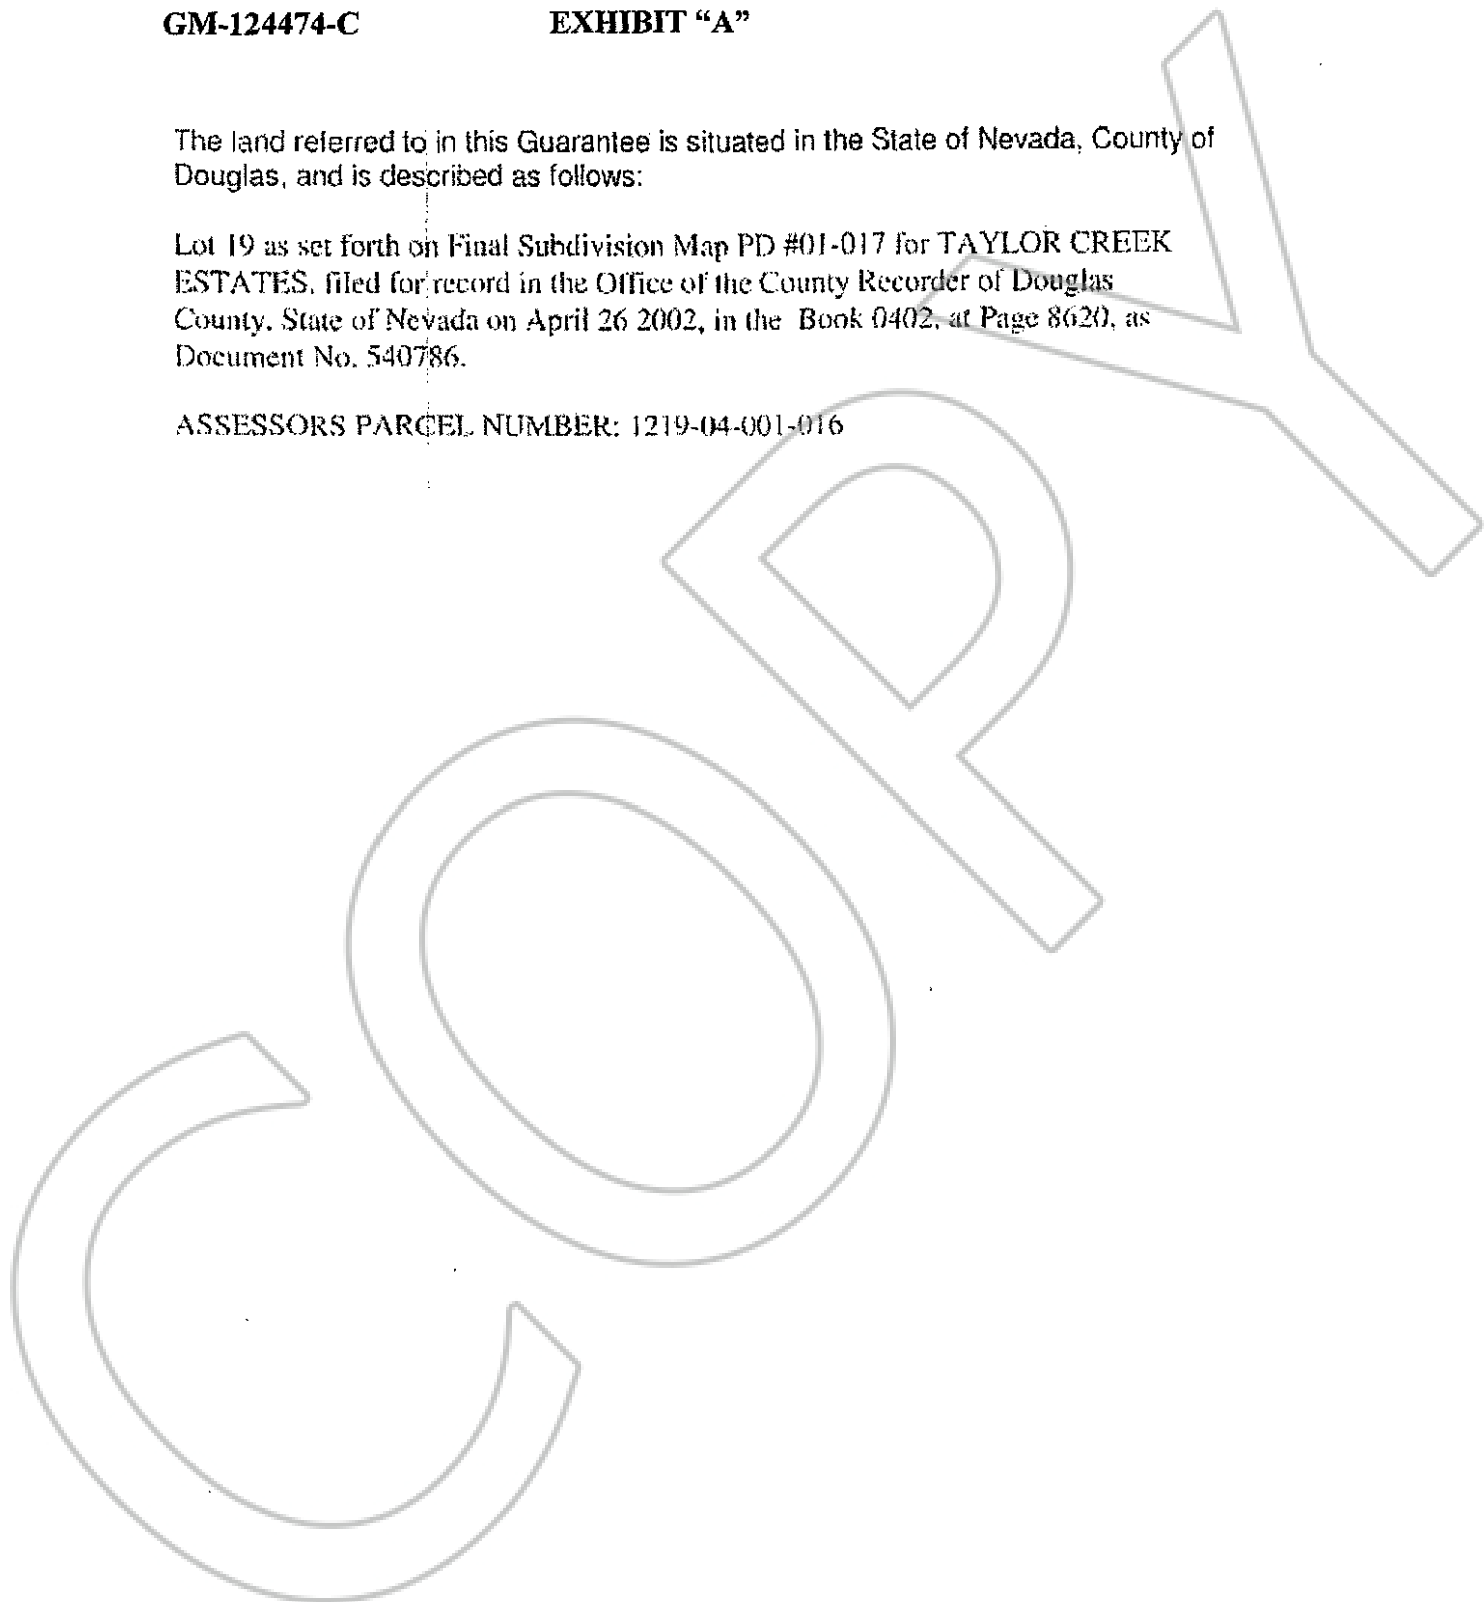 GM-124474-C EXHIBIT “A”
The land referred to in this Guarantee is situated in the State of Nevada, County of
Douglas, and is described as follows:
Lot 19 as set forth on Final Subdivision Map PD #01-017 for TAYLOR CREEK
ESTATES, filed for record in the Office of the County Recorder of Douglas
County, State of Nevada on April 26 2002, in the Book 0402, at Page 8620, as
Document No. 540786.
ASSESSORS PARCEL NUMBER: 1219-04-001-016
COPY